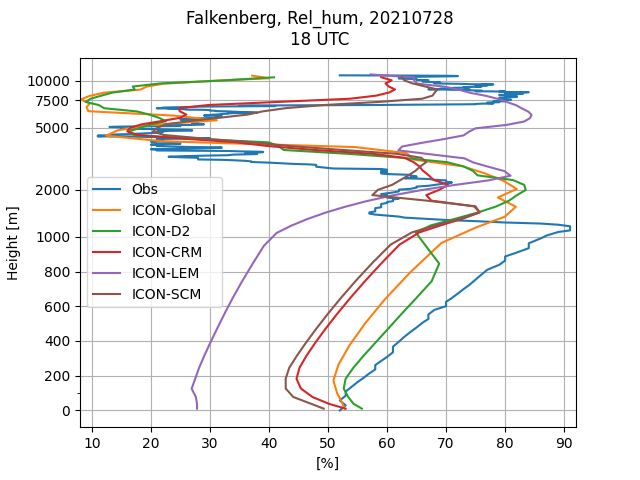 Falkenberg, Rel_hum, 20210728
18 UTC
10000
7500
5000
2000
1000
800
600
400
200
0
Height [m]
Obs
ICON-Global
ICON-D2
ICON-CRM
ICON-LEM
ICON-SCM
10 20 30 40 50 60 70 80 90
[%]